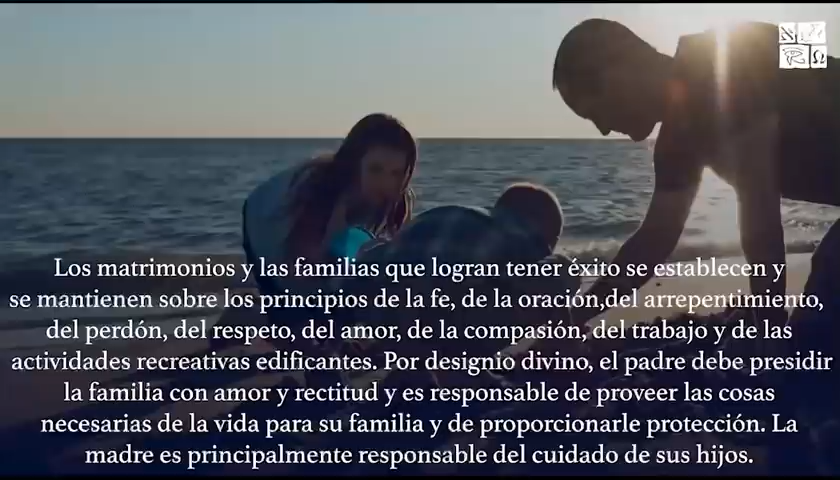 Los matrimonios y las familias que logran tener éxito se establecen y
se mantienen sobre los principios de la fe, de la oración,del arrepentimiento,
del perdón, del respeto, del amor, de la compasión, del trabajo y de las
actividades recreativas edificantes. Por designio divino, el padre debe presidir
la familia con amor y rectitud y es responsable de proveer las cosas
necesarias de la vida para su familia y de proporcionarle protección. La
madre es principalmente responsable del cuidado de sus hijos.